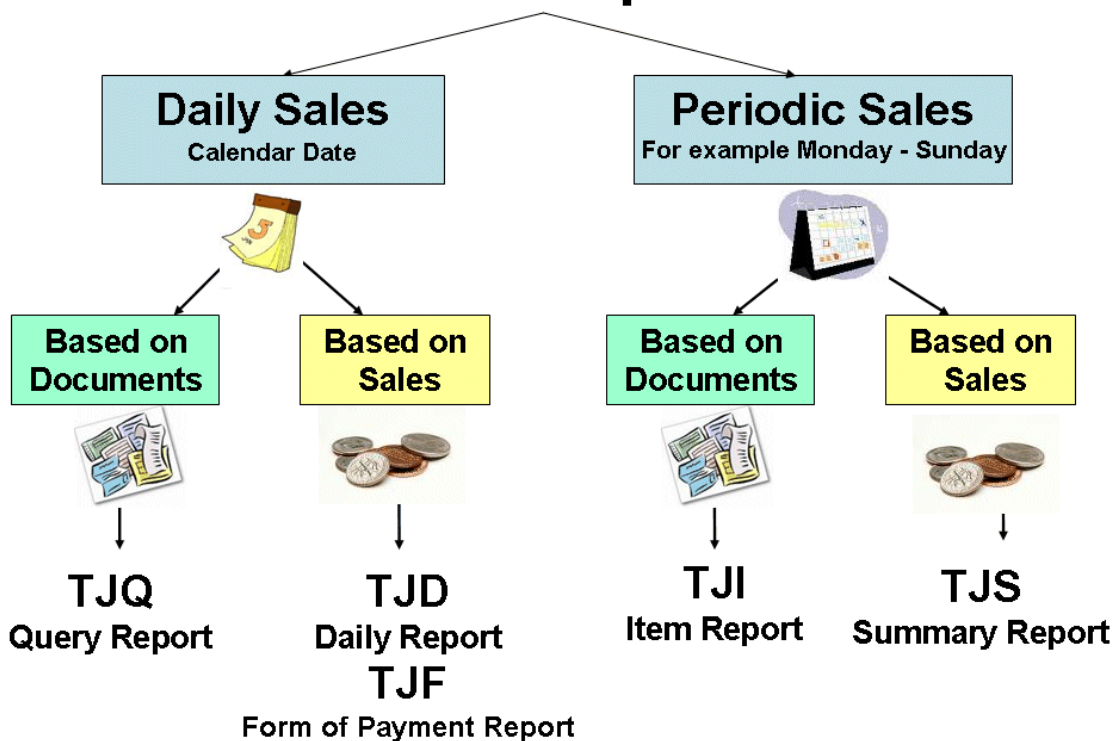 Daily Sales
Calendar Date
Periodic Sales
For example Monday - Sunday
Based on
Documents
Based on
Sales
Based on
Documents
Based on
Sales
TJQ
Query Report
TJD
Daily Report
TJF
Form of Payment Report
TJI
Item Report
TJS
Summary Report